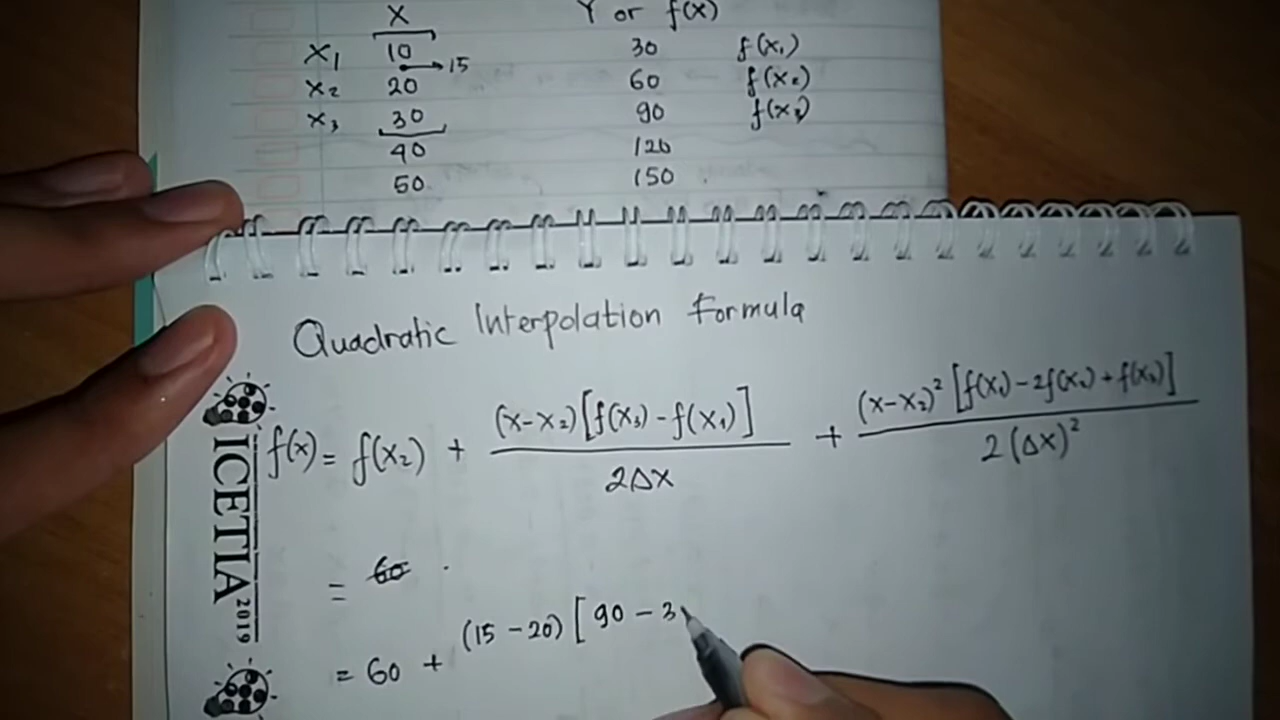 X Y or f(x)
X₁ 10 → 15 30 f(x₁)
X₂ 20 60 f(x₂)
X₃ 30 90 f(x₃)
40 120
50 150
Quadratic Interpolation Formula
f(x) = f(x₂) + (x-x₂)[f(x₃) - f(x₁)] / 2Δx + (x-x₂)² [f(x₁) - 2f(x₂) + f(x₃)] / 2(Δx)²
= 60
= 60 + (15 - 20) [ 90 - 3
ICETIA 2019